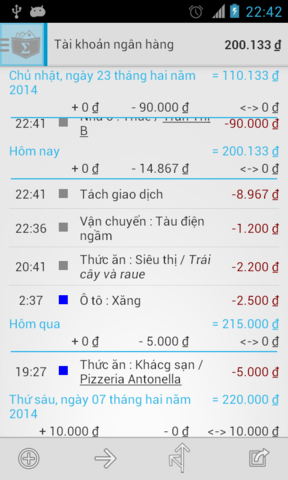 22:42
Tài khoản ngân hàng 200.133 ₫
Chủ nhật, ngày 23 tháng hai năm 2014 = 110.133 ₫
+ 0 ₫ - 90.000 ₫ <-> 0 ₫
22:41 Nhà ở : Thuê / Trần Thị B -90.000 ₫
Hôm nay = 200.133 ₫
+ 0 ₫ - 14.867 ₫ <-> 0 ₫
22:41 Tách giao dịch -8.967 ₫
22:36 Vận chuyển : Tàu điện ngầm -1.200 ₫
20:41 Thức ăn : Siêu thị / Trái cây và raue -2.200 ₫
2:37 Ô tô : Xăng -2.500 ₫
Hôm qua = 215.000 ₫
+ 0 ₫ - 5.000 ₫ <-> 0 ₫
19:27 Thức ăn : Khácg sạn / Pizzeria Antonella -5.000 ₫
Thứ sáu, ngày 07 tháng hai năm 2014 = 220.000 ₫
+ 10.000 ₫ - 0 ₫ <-> 10.000 ₫